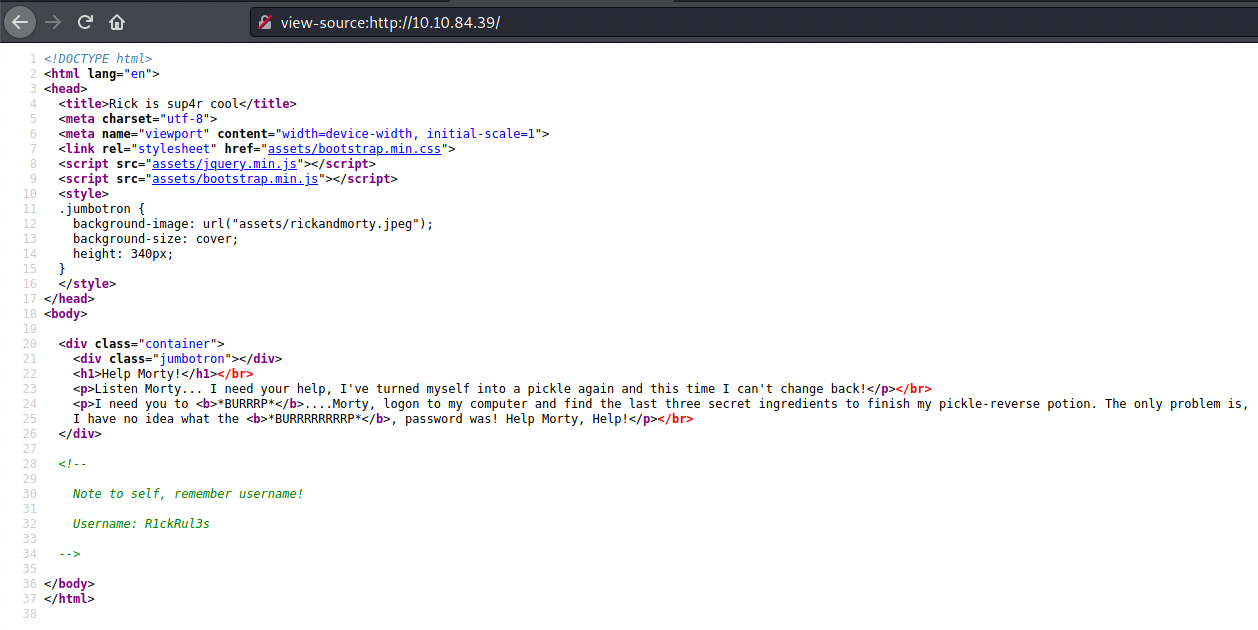 view-source:http://10.10.84.39/
1 <!DOCTYPE html>
2 <html lang="en">
3 <head>
4 <title>Rick is sup4r cool</title>
5 <meta charset="utf-8">
6 <meta name="viewport" content="width=device-width, initial-scale=1">
7 <link rel="stylesheet" href="assets/bootstrap.min.css">
8 <script src="assets/jquery.min.js"></script>
9 <script src="assets/bootstrap.min.js"></script>
10 <style>
11 .jumbotron {
12 background-image: url("assets/rickandmorty.jpeg");
13 background-size: cover;
14 height: 340px;
15 }
16 </style>
17 </head>
18 <body>
19
20 <div class="container">
21 <div class="jumbotron"></div>
22 <h1>Help Morty!</h1></br>
23 <p>Listen Morty... I need your help, I've turned myself into a pickle again and this time I can't change back!</p></br>
24 <p>I need you to <b>*BURRRP*</b>....Morty, logon to my computer and find the last three secret ingredients to finish my pickle-reverse potion. The only problem is,
25 I have no idea what the <b>*BURRRRRRRRP*</b>, password was! Help Morty, Help!</p></br>
26 </div>
27
28 <!--
29
30 Note to self, remember username!
31
32 Username: R1ckRul3s
33
34 -->
35
36 </body>
37 </html>
38